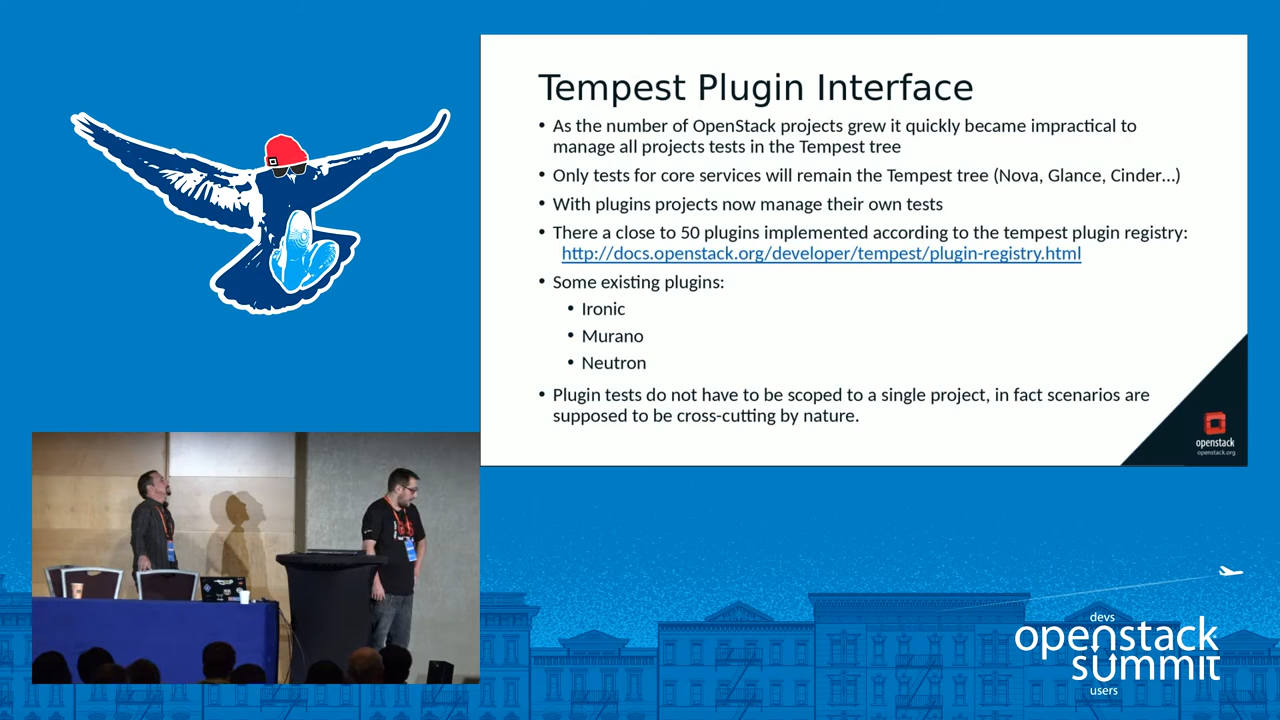 Tempest Plugin Interface
• As the number of OpenStack projects grew it quickly became impractical to
manage all projects tests in the Tempest tree
• Only tests for core services will remain the Tempest tree (Nova, Glance, Cinder...)
• With plugins projects now manage their own tests
• There a close to 50 plugins implemented according to the tempest plugin registry:
http://docs.openstack.org/developer/tempest/plugin-registry.html
• Some existing plugins:
• Ironic
• Murano
• Neutron
• Plugin tests do not have to be scoped to a single project, in fact scenarios are
supposed to be cross-cutting by nature.
openstack
openstack.org
devs
openstack
summit
users